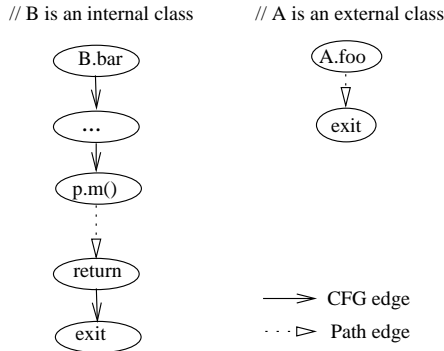 // B is an internal class
// A is an external class
B.bar
...
p.m()
return
exit
A.foo
exit
CFG edge
Path edge